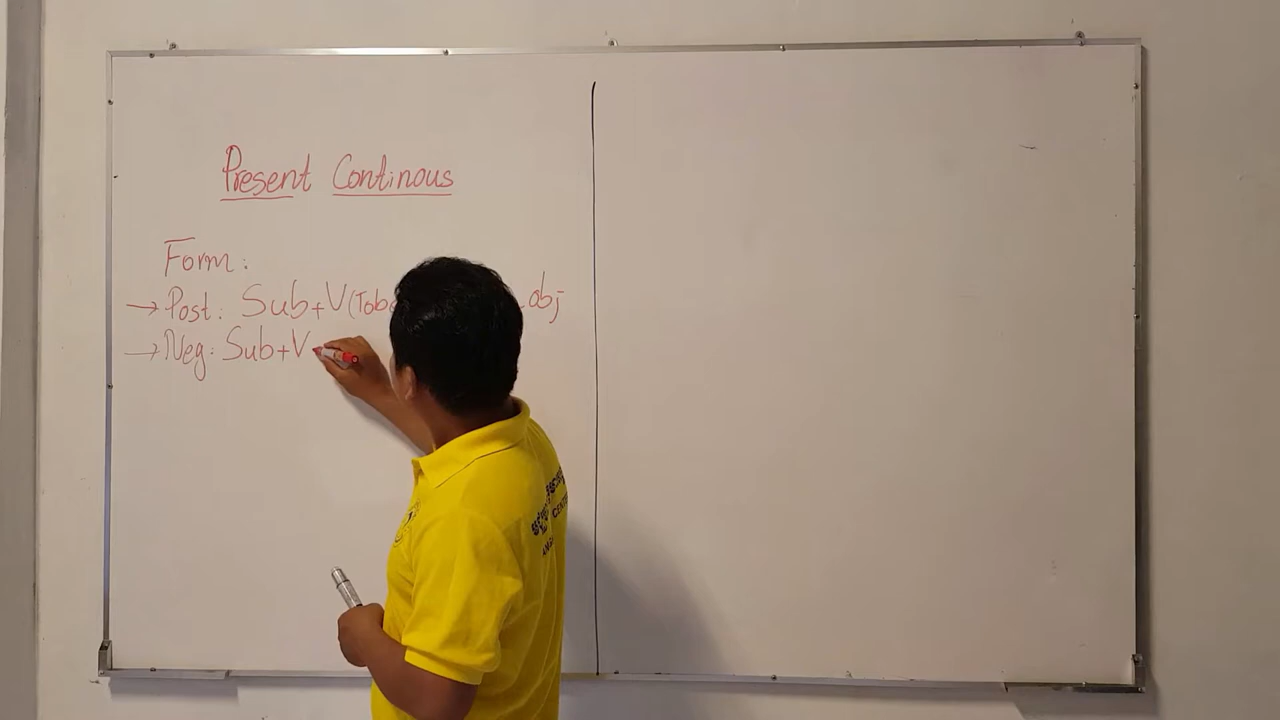 Present Continous
Form:
→ Post: Sub+V(Tobe obj
→ Neg: Sub+V